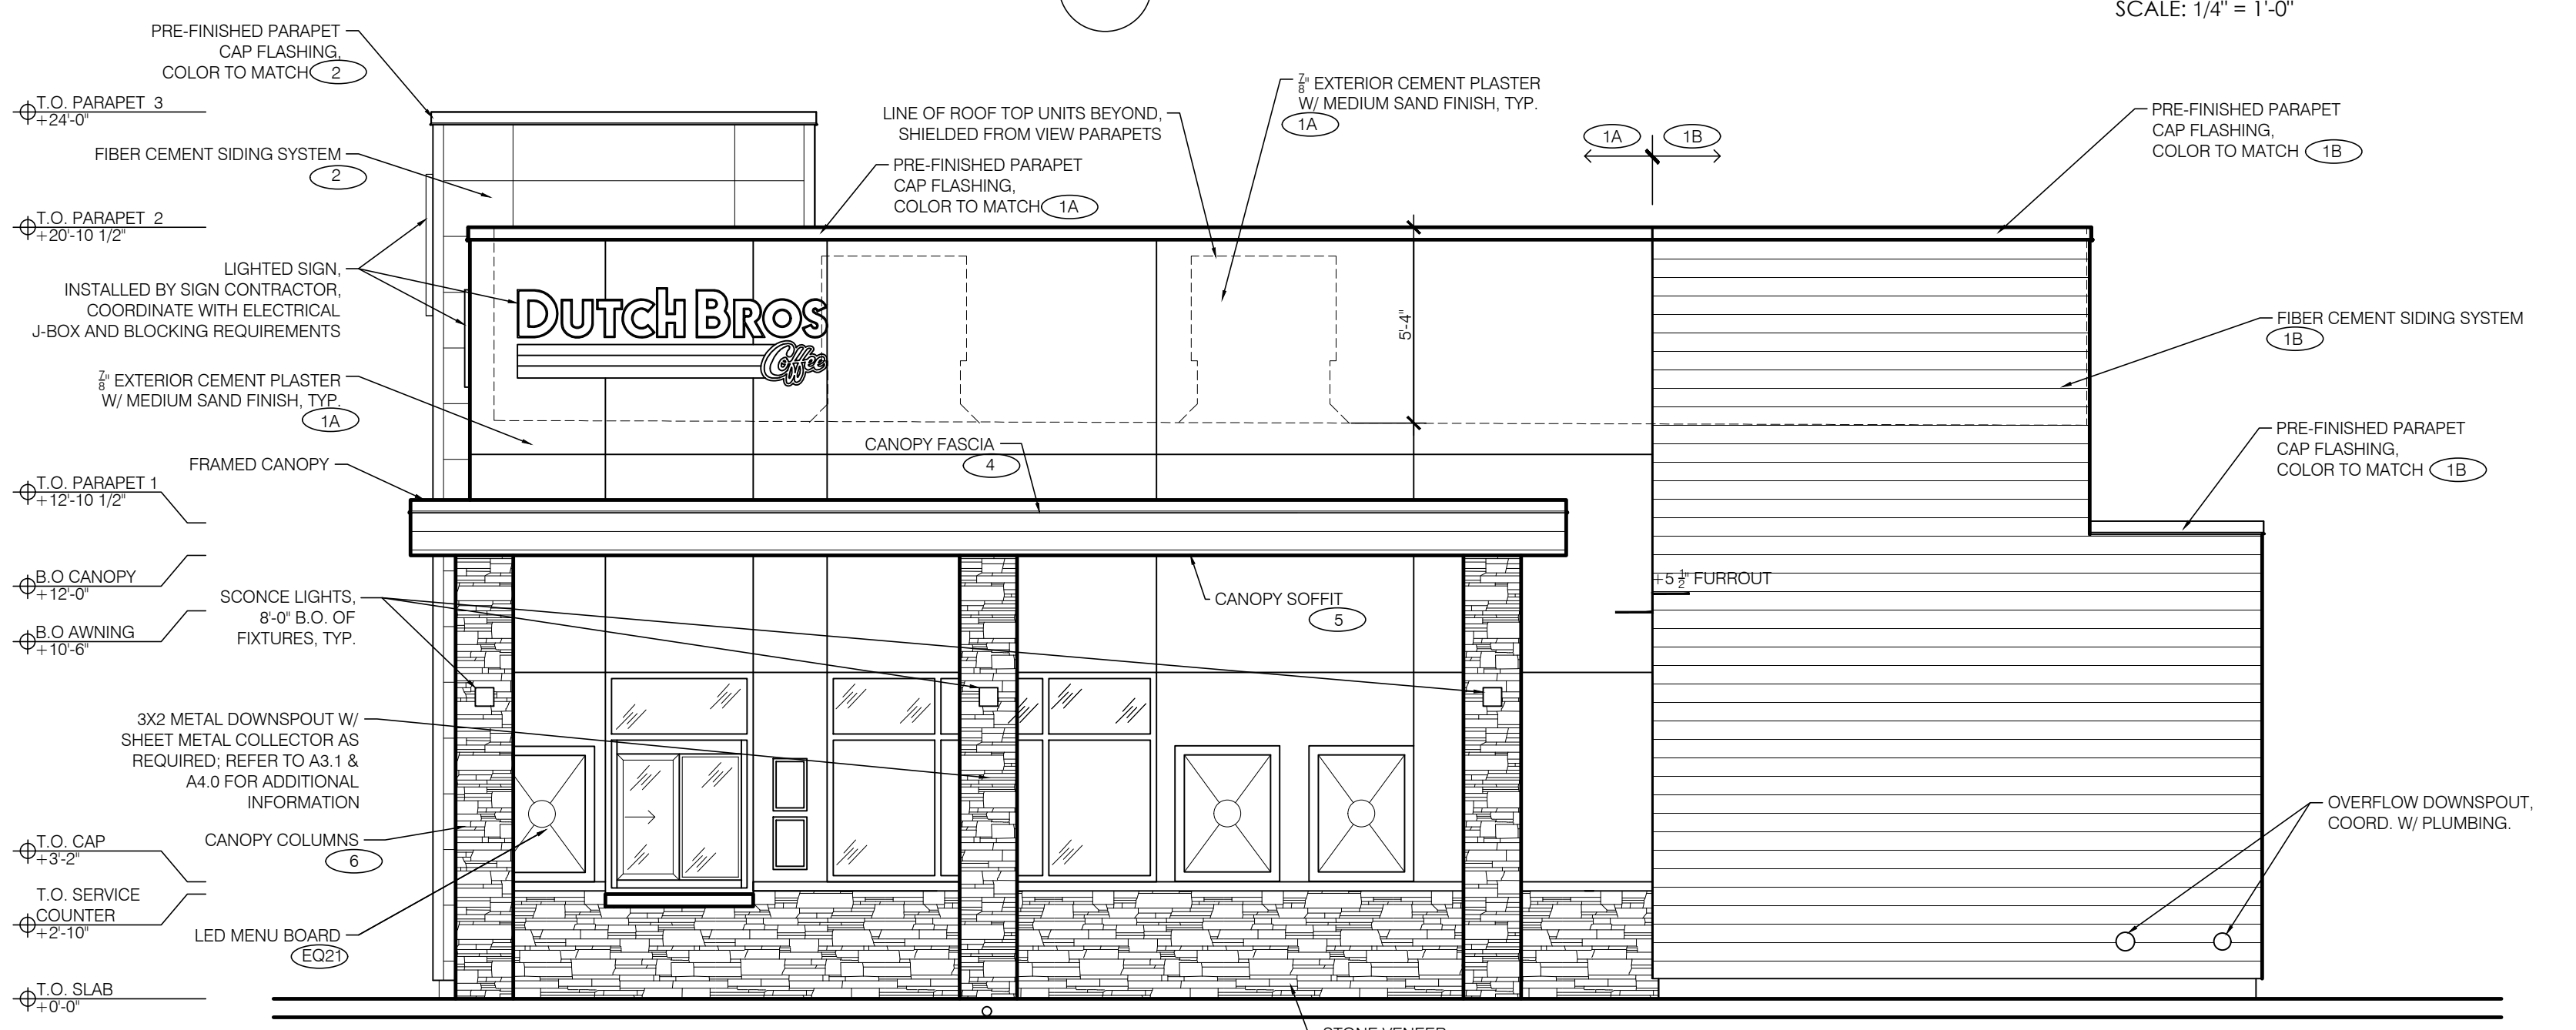 SCALE: 1/4" = 1'-0"
PRE-FINISHED PARAPET
CAP FLASHING,
COLOR TO MATCH 2
T.O. PARAPET 3
+24'-0"
FIBER CEMENT SIDING SYSTEM
2
T.O. PARAPET 2
+20'-10 1/2"
LIGHTED SIGN,
INSTALLED BY SIGN CONTRACTOR,
COORDINATE WITH ELECTRICAL
J-BOX AND BLOCKING REQUIREMENTS
7/8" EXTERIOR CEMENT PLASTER
W/ MEDIUM SAND FINISH, TYP.
1A
FRAMED CANOPY
T.O. PARAPET 1
+12'-10 1/2"
B.O CANOPY
+12'-0"
B.O AWNING
+10'-6"
SCONCE LIGHTS,
8'-0" B.O. OF
FIXTURES, TYP.
3X2 METAL DOWNSPOUT W/
SHEET METAL COLLECTOR AS
REQUIRED; REFER TO A3.1 &
A4.0 FOR ADDITIONAL
INFORMATION
CANOPY COLUMNS
6
T.O. CAP
+3'-2"
T.O. SERVICE
COUNTER
+2'-10"
LED MENU BOARD
EQ21
T.O. SLAB
+0'-0"
LINE OF ROOF TOP UNITS BEYOND,
SHIELDED FROM VIEW PARAPETS
PRE-FINISHED PARAPET
CAP FLASHING,
COLOR TO MATCH 1A
7/8" EXTERIOR CEMENT PLASTER
W/ MEDIUM SAND FINISH, TYP.
1A
1A 1B
DUTCH BROS
Coffee
5'-4"
CANOPY FASCIA
4
CANOPY SOFFIT
5
+5 1/2" FURROUT
PRE-FINISHED PARAPET
CAP FLASHING,
COLOR TO MATCH 1B
FIBER CEMENT SIDING SYSTEM
1B
PRE-FINISHED PARAPET
CAP FLASHING,
COLOR TO MATCH 1B
OVERFLOW DOWNSPOUT,
COORD. W/ PLUMBING.
STONE VENEER